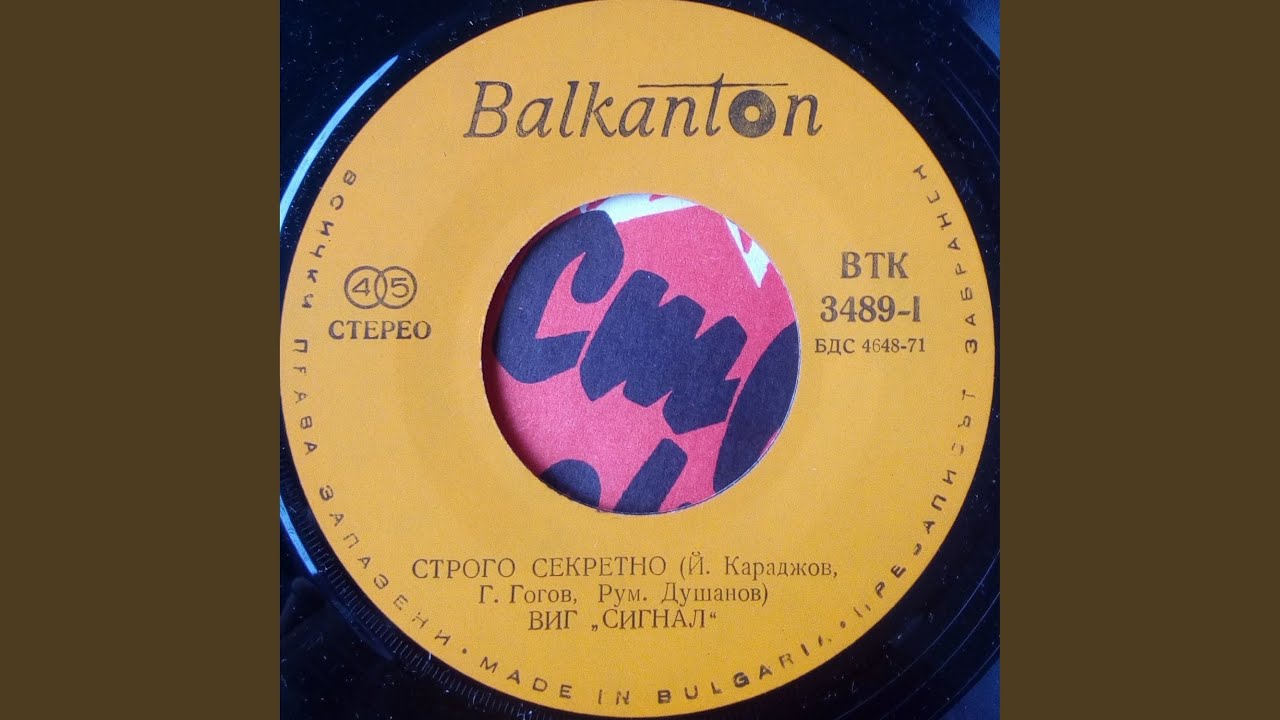 Balkanton
45
СТЕРЕО
ВТК
3489-I
БДС 4648-71
СТРОГО СЕКРЕТНО (Й. Караджов,
Г. Гогов, Рум. Душанов)
ВИГ „СИГНАЛ“
ВСИЧКИ ПРАВА ЗАПАЗЕНИ • MADE IN BULGARIA • ПРЕЗАПИСЪТ ЗАБРАНЕН